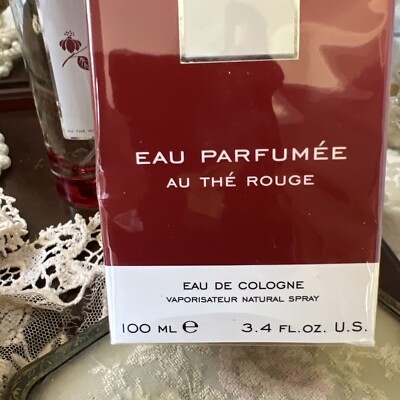 EAU PARFUMÉE
AU THÉ ROUGE
EAU DE COLOGNE
VAPORISATEUR NATURAL SPRAY
100 ML ℮ 3.4 FL.OZ. U.S.